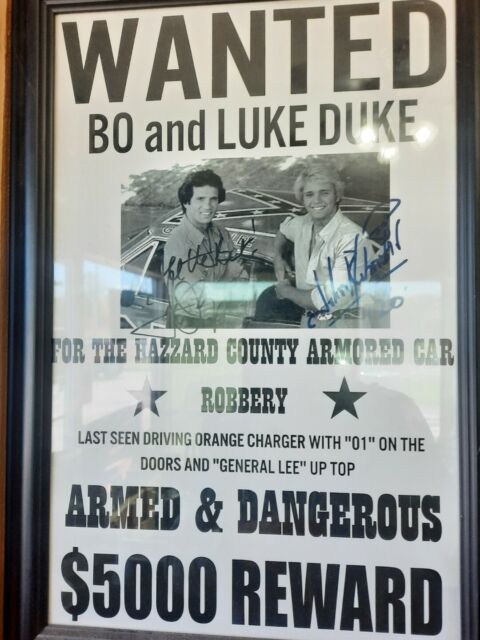 WANTED
BO and LUKE DUKE
FOR THE HAZZARD COUNTY ARMORED CAR
ROBBERY
LAST SEEN DRIVING ORANGE CHARGER WITH "01" ON THE
DOORS AND "GENERAL LEE" UP TOP
ARMED & DANGEROUS
$5000 REWARD